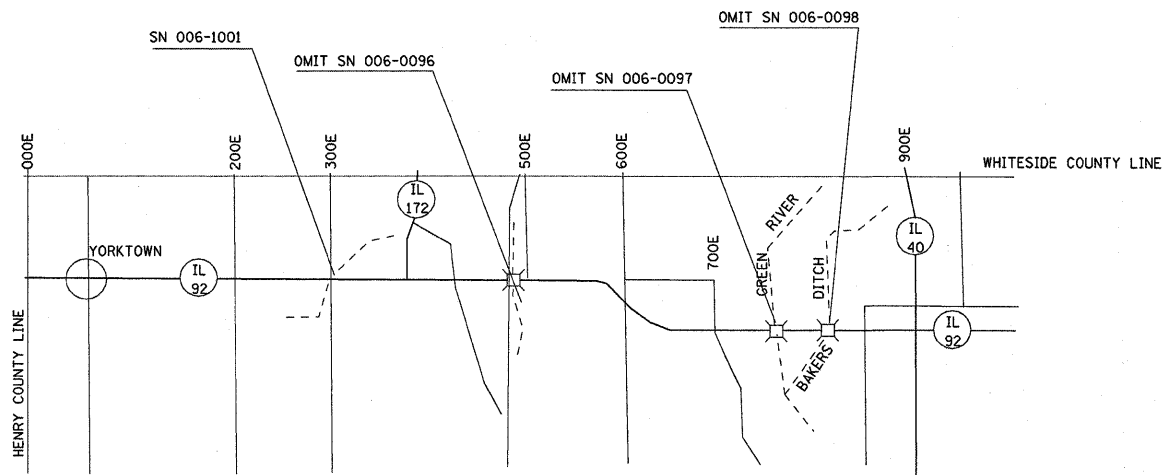 OMIT SN 006-0098
SN 006-1001
OMIT SN 006-0096
OMIT SN 006-0097
000E
200E
300E
500E
600E
900E
WHITESIDE COUNTY LINE
IL
172
RIVER
GREEN
700E
IL
40
YORKTOWN
IL
92
DITCH
BAKERS
IL
92
HENRY COUNTY LINE